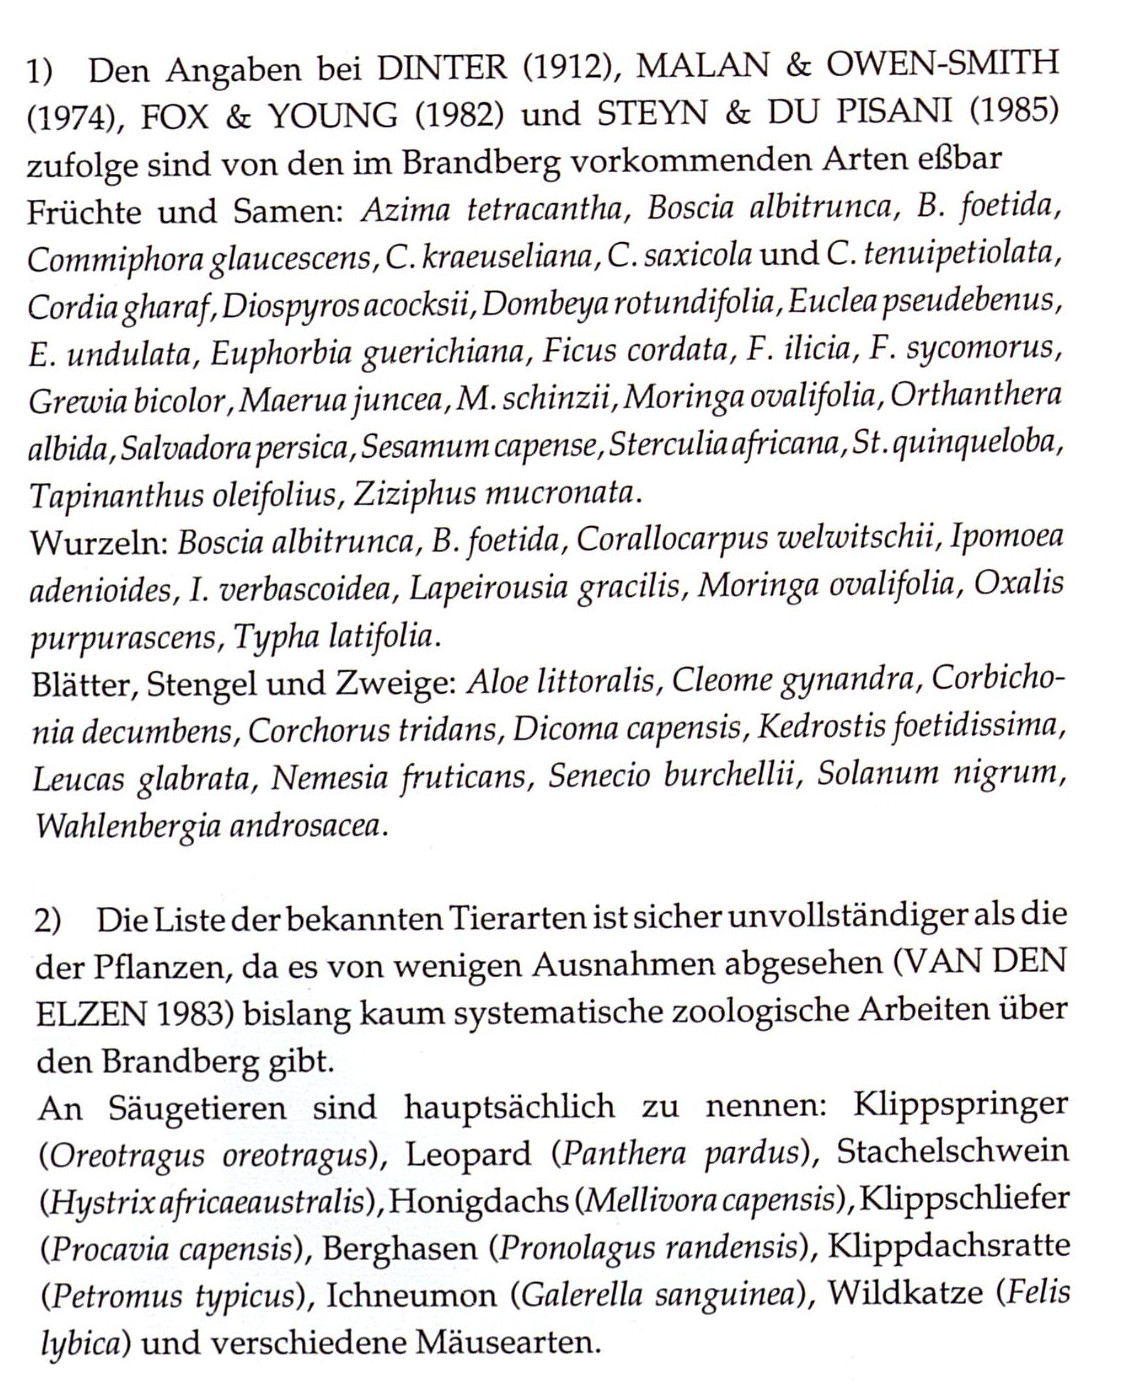 1) Den Angaben bei DINTER (1912), MALAN & OWEN-SMITH
(1974), FOX & YOUNG (1982) und STEYN & DU PISANI (1985)
zufolge sind von den im Brandberg vorkommenden Arten eßbar
Früchte und Samen: Azima tetracantha, Boscia albitrunca, B. foetida,
Commiphora glaucescens, C. kraeuseliana, C. saxicola und C. tenuipetiolata,
Cordia gharaf, Diospyros acocksii, Dombeya rotundifolia, Euclea pseudebenus,
E. undulata, Euphorbia guerichiana, Ficus cordata, F. ilicia, F. sycomorus,
Grewia bicolor, Maerua juncea, M. schinzii, Moringa ovalifolia, Orthanthera
albida, Salvadora persica, Sesamum capense, Sterculia africana, St. quinqueloba,
Tapinanthus oleifolius, Ziziphus mucronata.
Wurzeln: Boscia albitrunca, B. foetida, Corallocarpus welwitschii, Ipomoea
adenioides, I. verbascoidea, Lapeirousia gracilis, Moringa ovalifolia, Oxalis
purpurascens, Typha latifolia.
Blätter, Stengel und Zweige: Aloe littoralis, Cleome gynandra, Corbicho-
nia decumbens, Corchorus tridans, Dicoma capensis, Kedrostis foetidissima,
Leucas glabrata, Nemesia fruticans, Senecio burchellii, Solanum nigrum,
Wahlenbergia androsacea.
2) Die Liste der bekannten Tierarten ist sicher unvollständiger als die
der Pflanzen, da es von wenigen Ausnahmen abgesehen (VAN DEN
ELZEN 1983) bislang kaum systematische zoologische Arbeiten über
den Brandberg gibt.
An Säugetieren sind hauptsächlich zu nennen: Klippspringer
(Oreotragus oreotragus), Leopard (Panthera pardus), Stachelschwein
(Hystrix africaeaustralis), Honigdachs (Mellivora capensis), Klippschliefer
(Procavia capensis), Berghasen (Pronolagus randensis), Klippdachsratte
(Petromus typicus), Ichneumon (Galerella sanguinea), Wildkatze (Felis
lybica) und verschiedene Mäusearten.